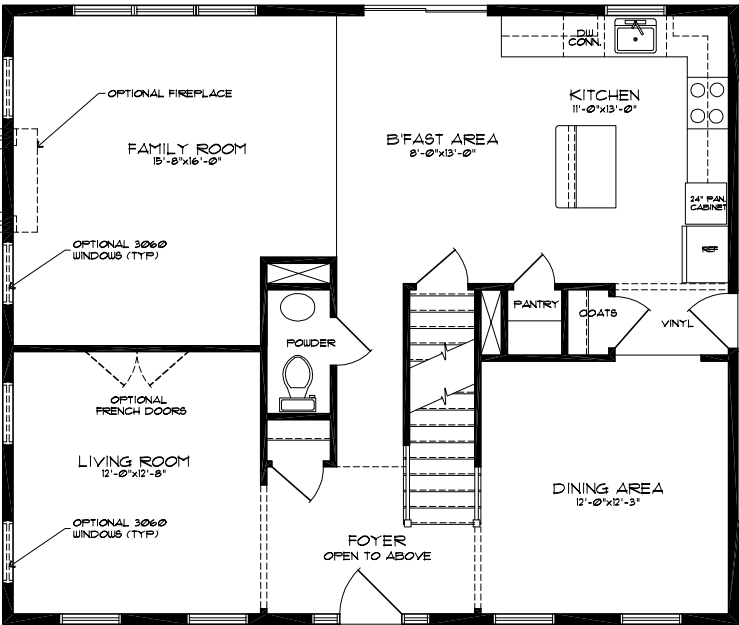 DW
CONN.
OPTIONAL FIREPLACE
KITCHEN
11'-0"x13'-0"
FAMILY ROOM
15'-8"x16'-0"
B'FAST AREA
8'-0"x13'-0"
24" PAN.
CABINET
REF
OPTIONAL 3060
WINDOWS (TYP)
PANTRY
COATS
VINYL
POWDER
OPTIONAL
FRENCH DOORS
LIVING ROOM
12'-0"x12'-8"
DINING AREA
12'-0"x12'-3"
OPTIONAL 3060
WINDOWS (TYP)
FOYER
OPEN TO ABOVE